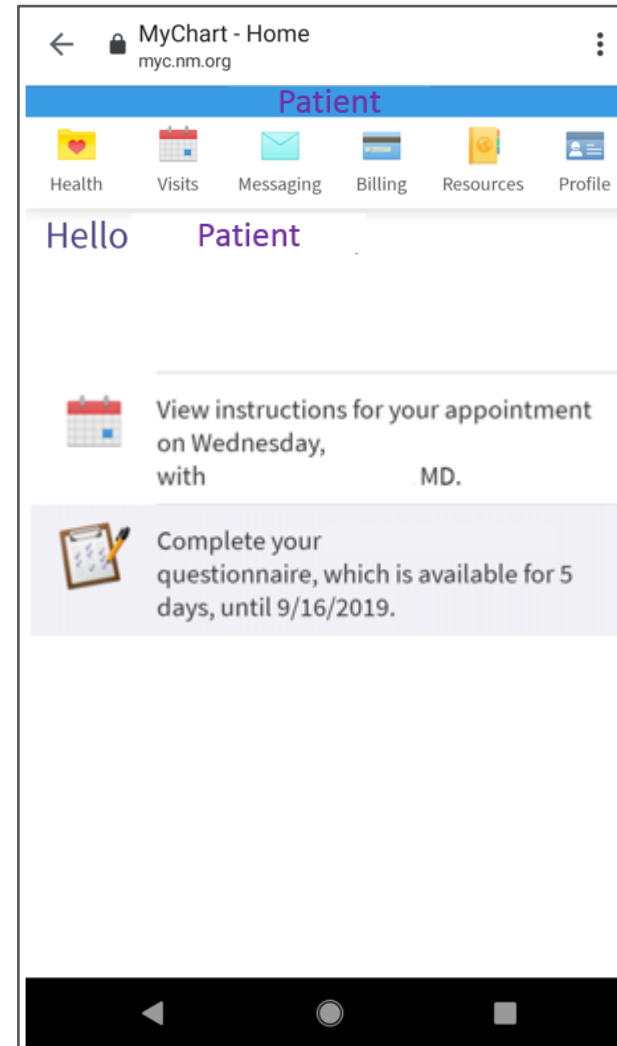 MyChart - Home
myc.nm.org
Patient
Health Visits Messaging Billing Resources Profile
Hello Patient
View instructions for your appointment
on Wednesday,
with MD.
Complete your
questionnaire, which is available for 5
days, until 9/16/2019.